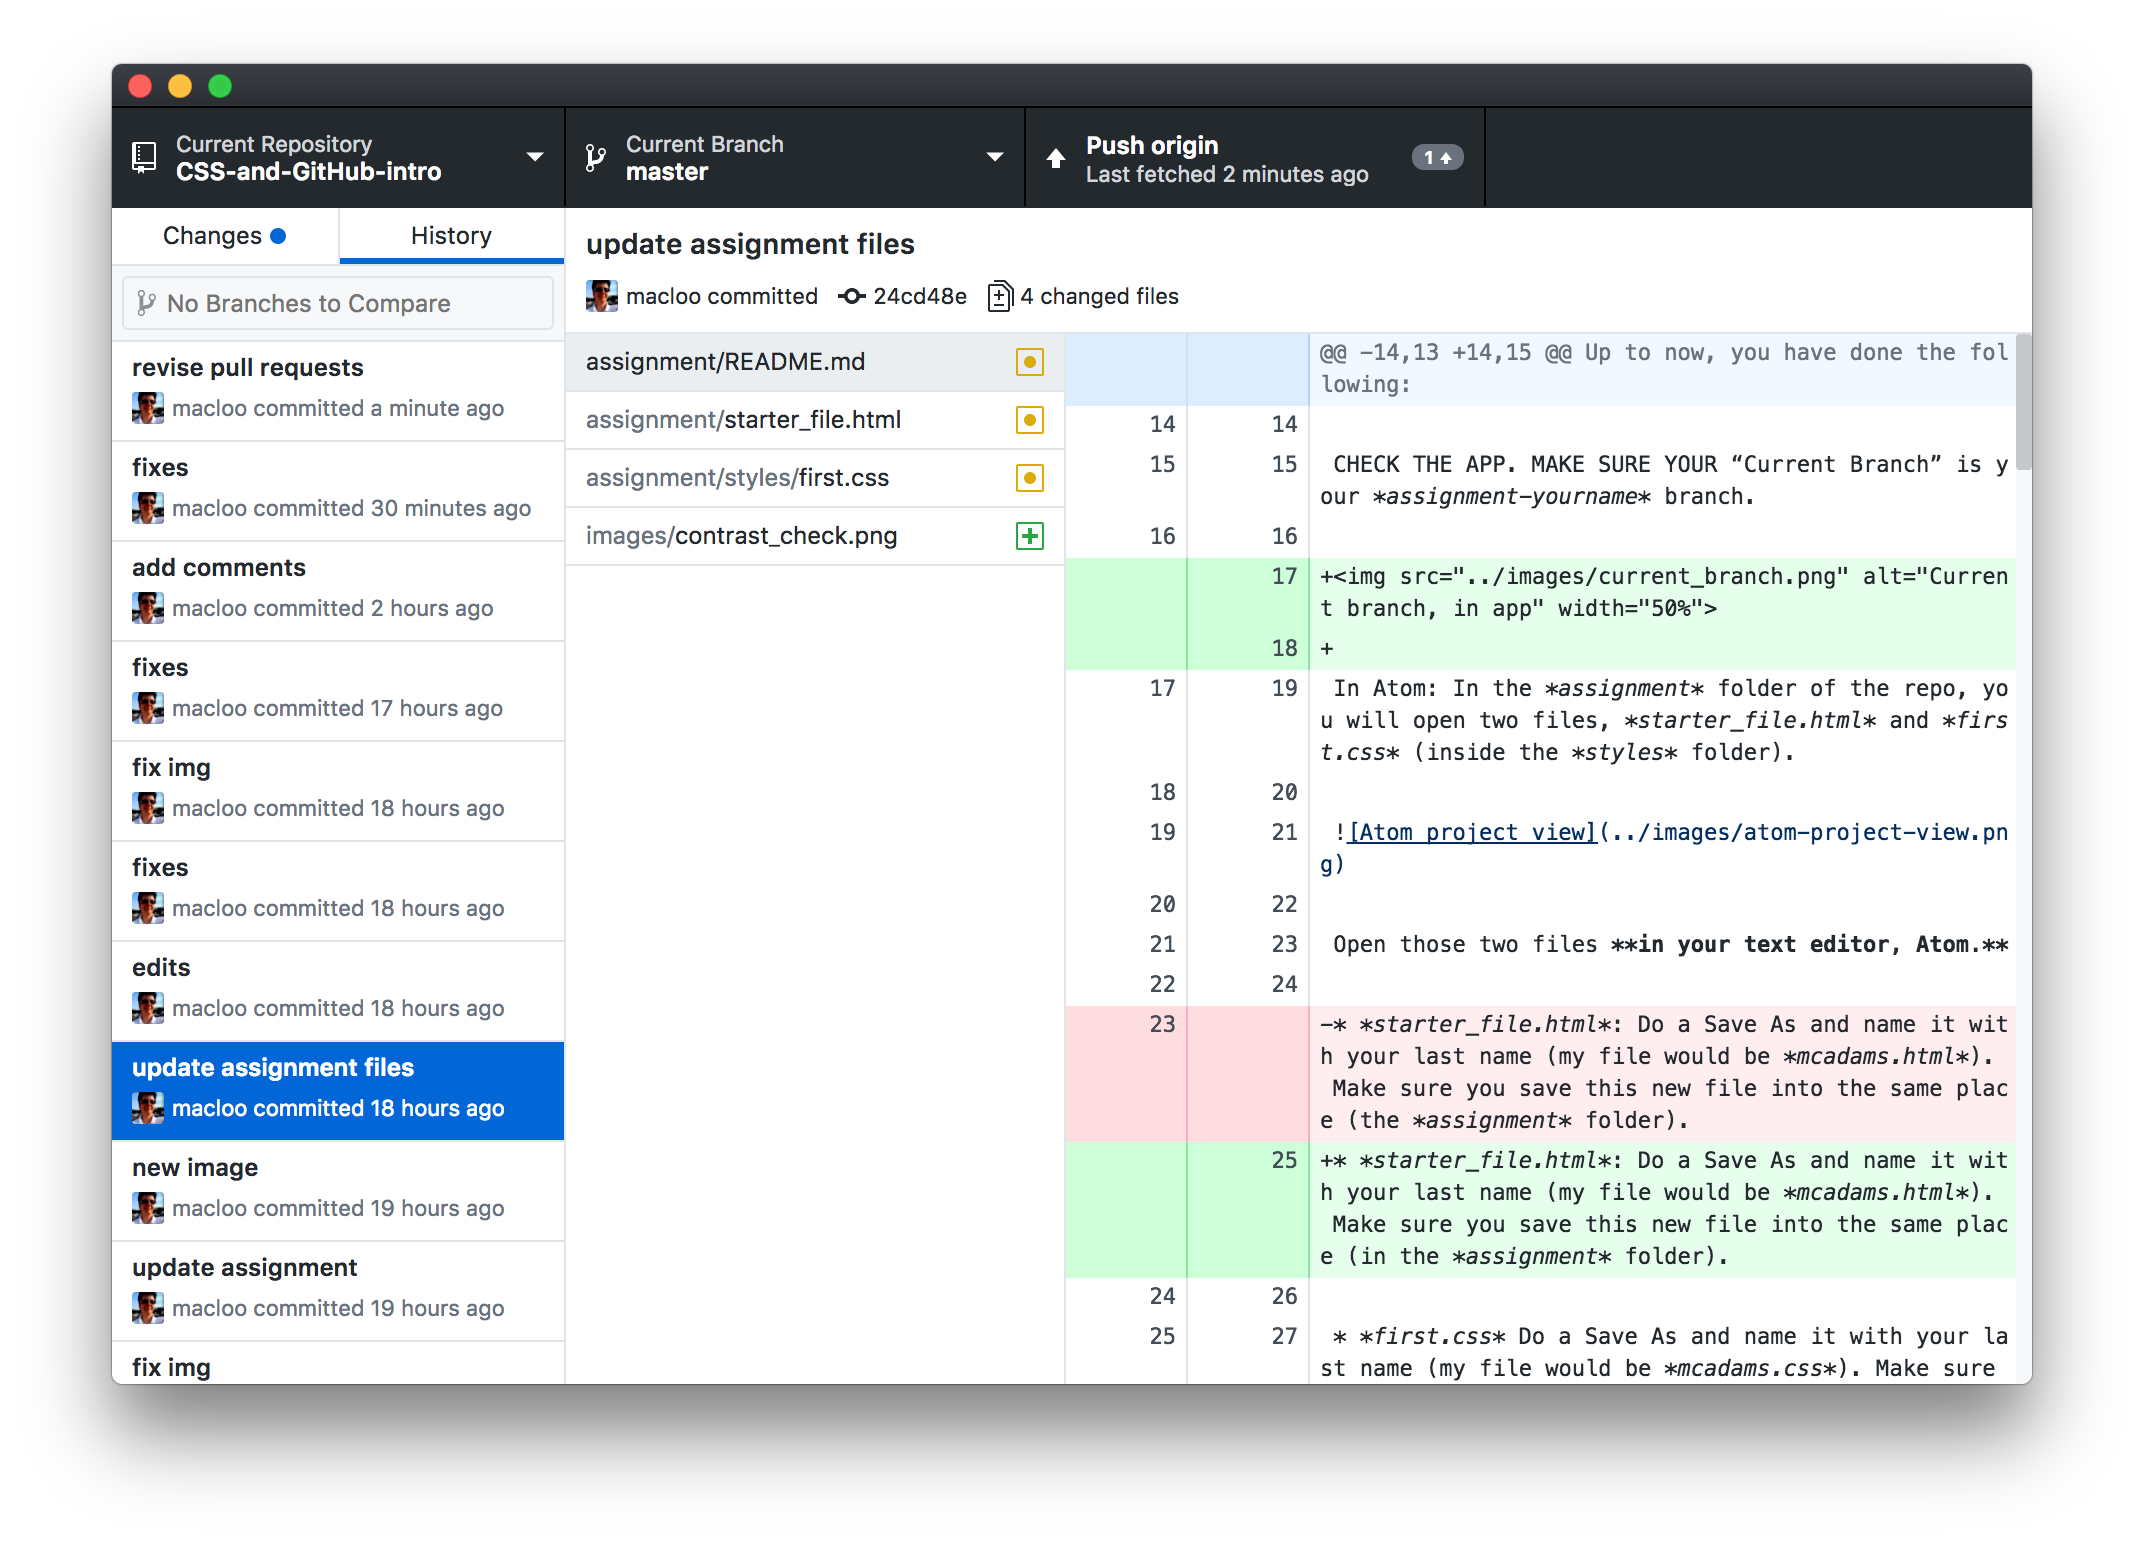 Current Repository
CSS-and-GitHub-intro
Current Branch
master
Push origin
Last fetched 2 minutes ago
1
Changes
History
No Branches to Compare
revise pull requests
macloo committed a minute ago
fixes
macloo committed 30 minutes ago
add comments
macloo committed 2 hours ago
fixes
macloo committed 17 hours ago
fix img
macloo committed 18 hours ago
fixes
macloo committed 18 hours ago
edits
macloo committed 18 hours ago
update assignment files
macloo committed 18 hours ago
new image
macloo committed 19 hours ago
update assignment
macloo committed 19 hours ago
fix img
update assignment files
macloo committed 24cd48e 4 changed files
assignment/README.md
assignment/starter_file.html
assignment/styles/first.css
images/contrast_check.png
@@ -14,13 +14,15 @@ Up to now, you have done the fol
lowing:
14 14
15 15 CHECK THE APP. MAKE SURE YOUR “Current Branch” is y
our *assignment-yourname* branch.
16 16
17 +<img src="../images/current_branch.png" alt="Curren
t branch, in app" width="50%">
18 +
17 19 In Atom: In the *assignment* folder of the repo, yo
u will open two files, *starter_file.html* and *firs
t.css* (inside the *styles* folder).
18 20
19 21 ![Atom project view](../images/atom-project-view.pn
g)
20 22
21 23 Open those two files **in your text editor, Atom.**
22 24
23 -* *starter_file.html*: Do a Save As and name it wit
h your last name (my file would be *mcadams.html*).
Make sure you save this new file into the same plac
e (the *assignment* folder).
25 +* *starter_file.html*: Do a Save As and name it wit
h your last name (my file would be *mcadams.html*).
Make sure you save this new file into the same plac
e (in the *assignment* folder).
24 26
25 27 * *first.css* Do a Save As and name it with your la
st name (my file would be *mcadams.css*). Make sure